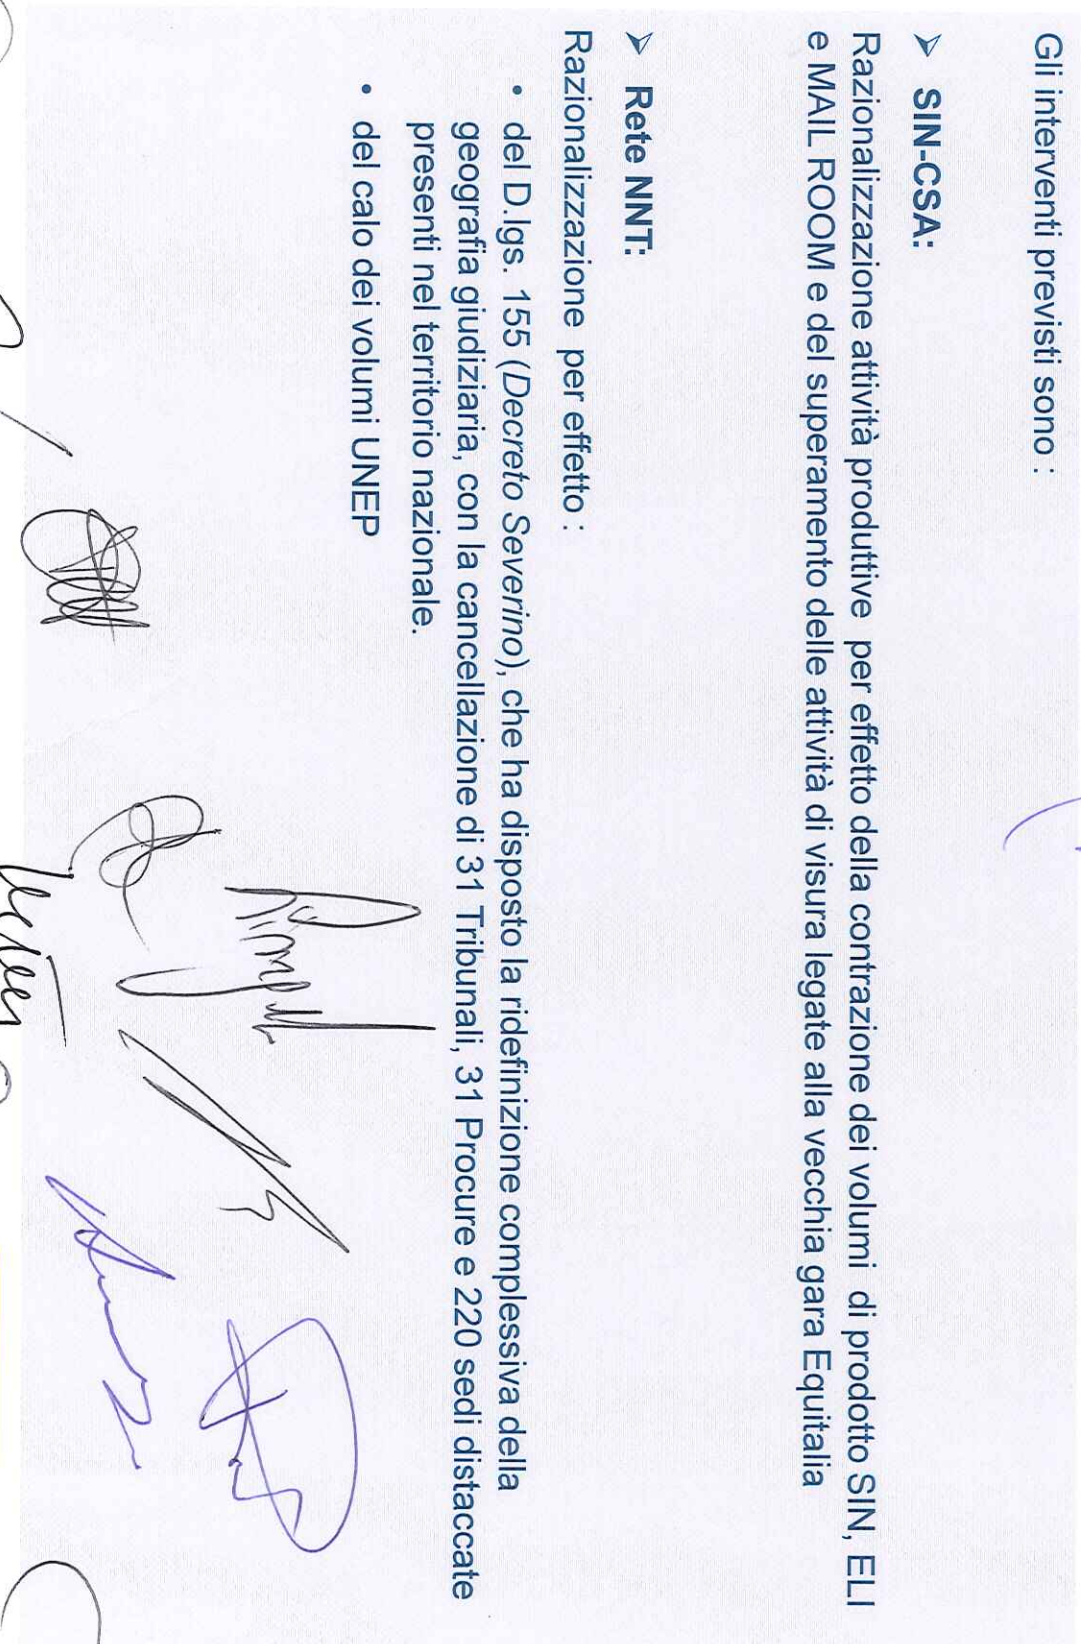 Gli interventi previsti sono :
➢ SIN-CSA:
Razionalizzazione attività produttive per effetto della contrazione dei volumi di prodotto SIN, ELI
e MAIL ROOM e del superamento delle attività di visura legate alla vecchia gara Equitalia
➢ Rete NNT:
Razionalizzazione per effetto :
• del D.lgs. 155 (Decreto Severino), che ha disposto la ridefinizione complessiva della
geografia giudiziaria, con la cancellazione di 31 Tribunali, 31 Procure e 220 sedi distaccate
presenti nel territorio nazionale.
• del calo dei volumi UNEP